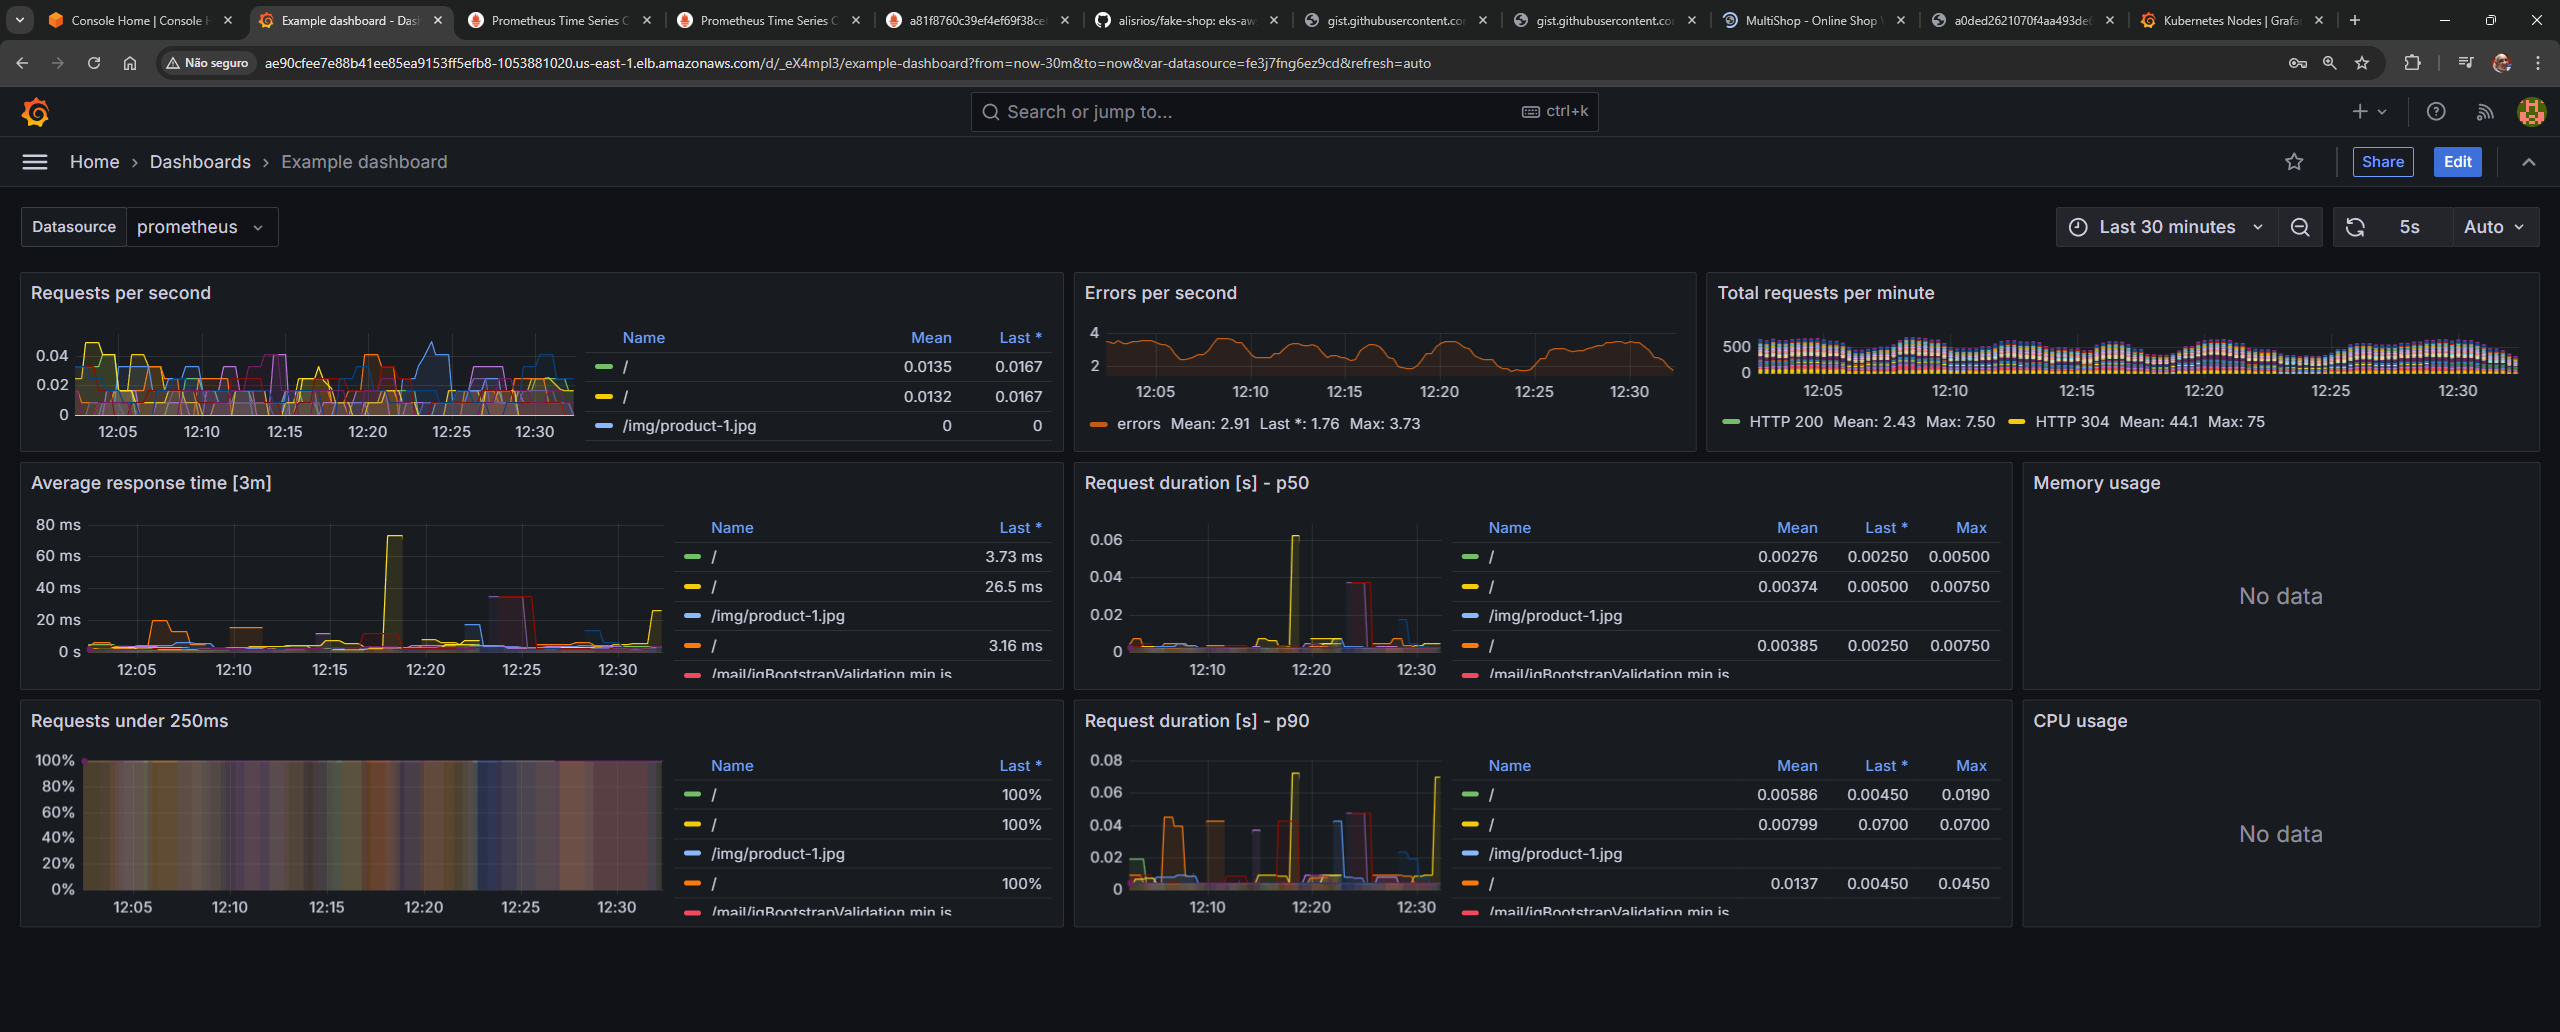 Console Home | Console H
Example dashboard - Das
Prometheus Time Series C
Prometheus Time Series C
a81f8760c39ef4ef69f38ce
alisrios/fake-shop: eks-aw
gist.githubusercontent.co
gist.githubusercontent.co
MultiShop - Online Shop
a0ded2621070f4aa493de
Kubernetes Nodes | Grafa
Não seguro
ae90cfee7e88b41ee85ea9153ff5efb8-1053881020.us-east-1.elb.amazonaws.com/d/_eX4mpl3/example-dashboard?from=now-30m&to=now&var-datasource=fe3j7fng6ez9cd&refresh=auto
Search or jump to...
ctrl+k
Home > Dashboards > Example dashboard
Share
Edit
Datasource
prometheus
Last 30 minutes
5s
Auto
Requests per second
0.04
0.02
0
12:05 12:10 12:15 12:20 12:25 12:30
Name Mean Last *
/ 0.0135 0.0167
/ 0.0132 0.0167
/img/product-1.jpg 0 0
Errors per second
4
2
12:05 12:10 12:15 12:20 12:25 12:30
errors Mean: 2.91 Last *: 1.76 Max: 3.73
Total requests per minute
500
0
12:05 12:10 12:15 12:20 12:25 12:30
HTTP 200 Mean: 2.43 Max: 7.50 HTTP 304 Mean: 44.1 Max: 75
Average response time [3m]
80 ms
60 ms
40 ms
20 ms
0 s
12:05 12:10 12:15 12:20 12:25 12:30
Name Last *
/ 3.73 ms
/ 26.5 ms
/img/product-1.jpg
/ 3.16 ms
/mail/jqBootstrapValidation.min.js
Request duration [s] - p50
0.06
0.04
0.02
0
12:10 12:20 12:30
Name Mean Last * Max
/ 0.00276 0.00250 0.00500
/ 0.00374 0.00500 0.00750
/img/product-1.jpg
/ 0.00385 0.00250 0.00750
/mail/jqBootstrapValidation.min.js
Memory usage
No data
Requests under 250ms
100%
80%
60%
40%
20%
0%
12:05 12:10 12:15 12:20 12:25 12:30
Name Last *
/ 100%
/ 100%
/img/product-1.jpg
/ 100%
/mail/jqBootstrapValidation.min.js
Request duration [s] - p90
0.08
0.06
0.04
0.02
0
12:10 12:20 12:30
Name Mean Last * Max
/ 0.00586 0.00450 0.0190
/ 0.00799 0.0700 0.0700
/img/product-1.jpg
/ 0.0137 0.00450 0.0450
/mail/jqBootstrapValidation.min.js
CPU usage
No data